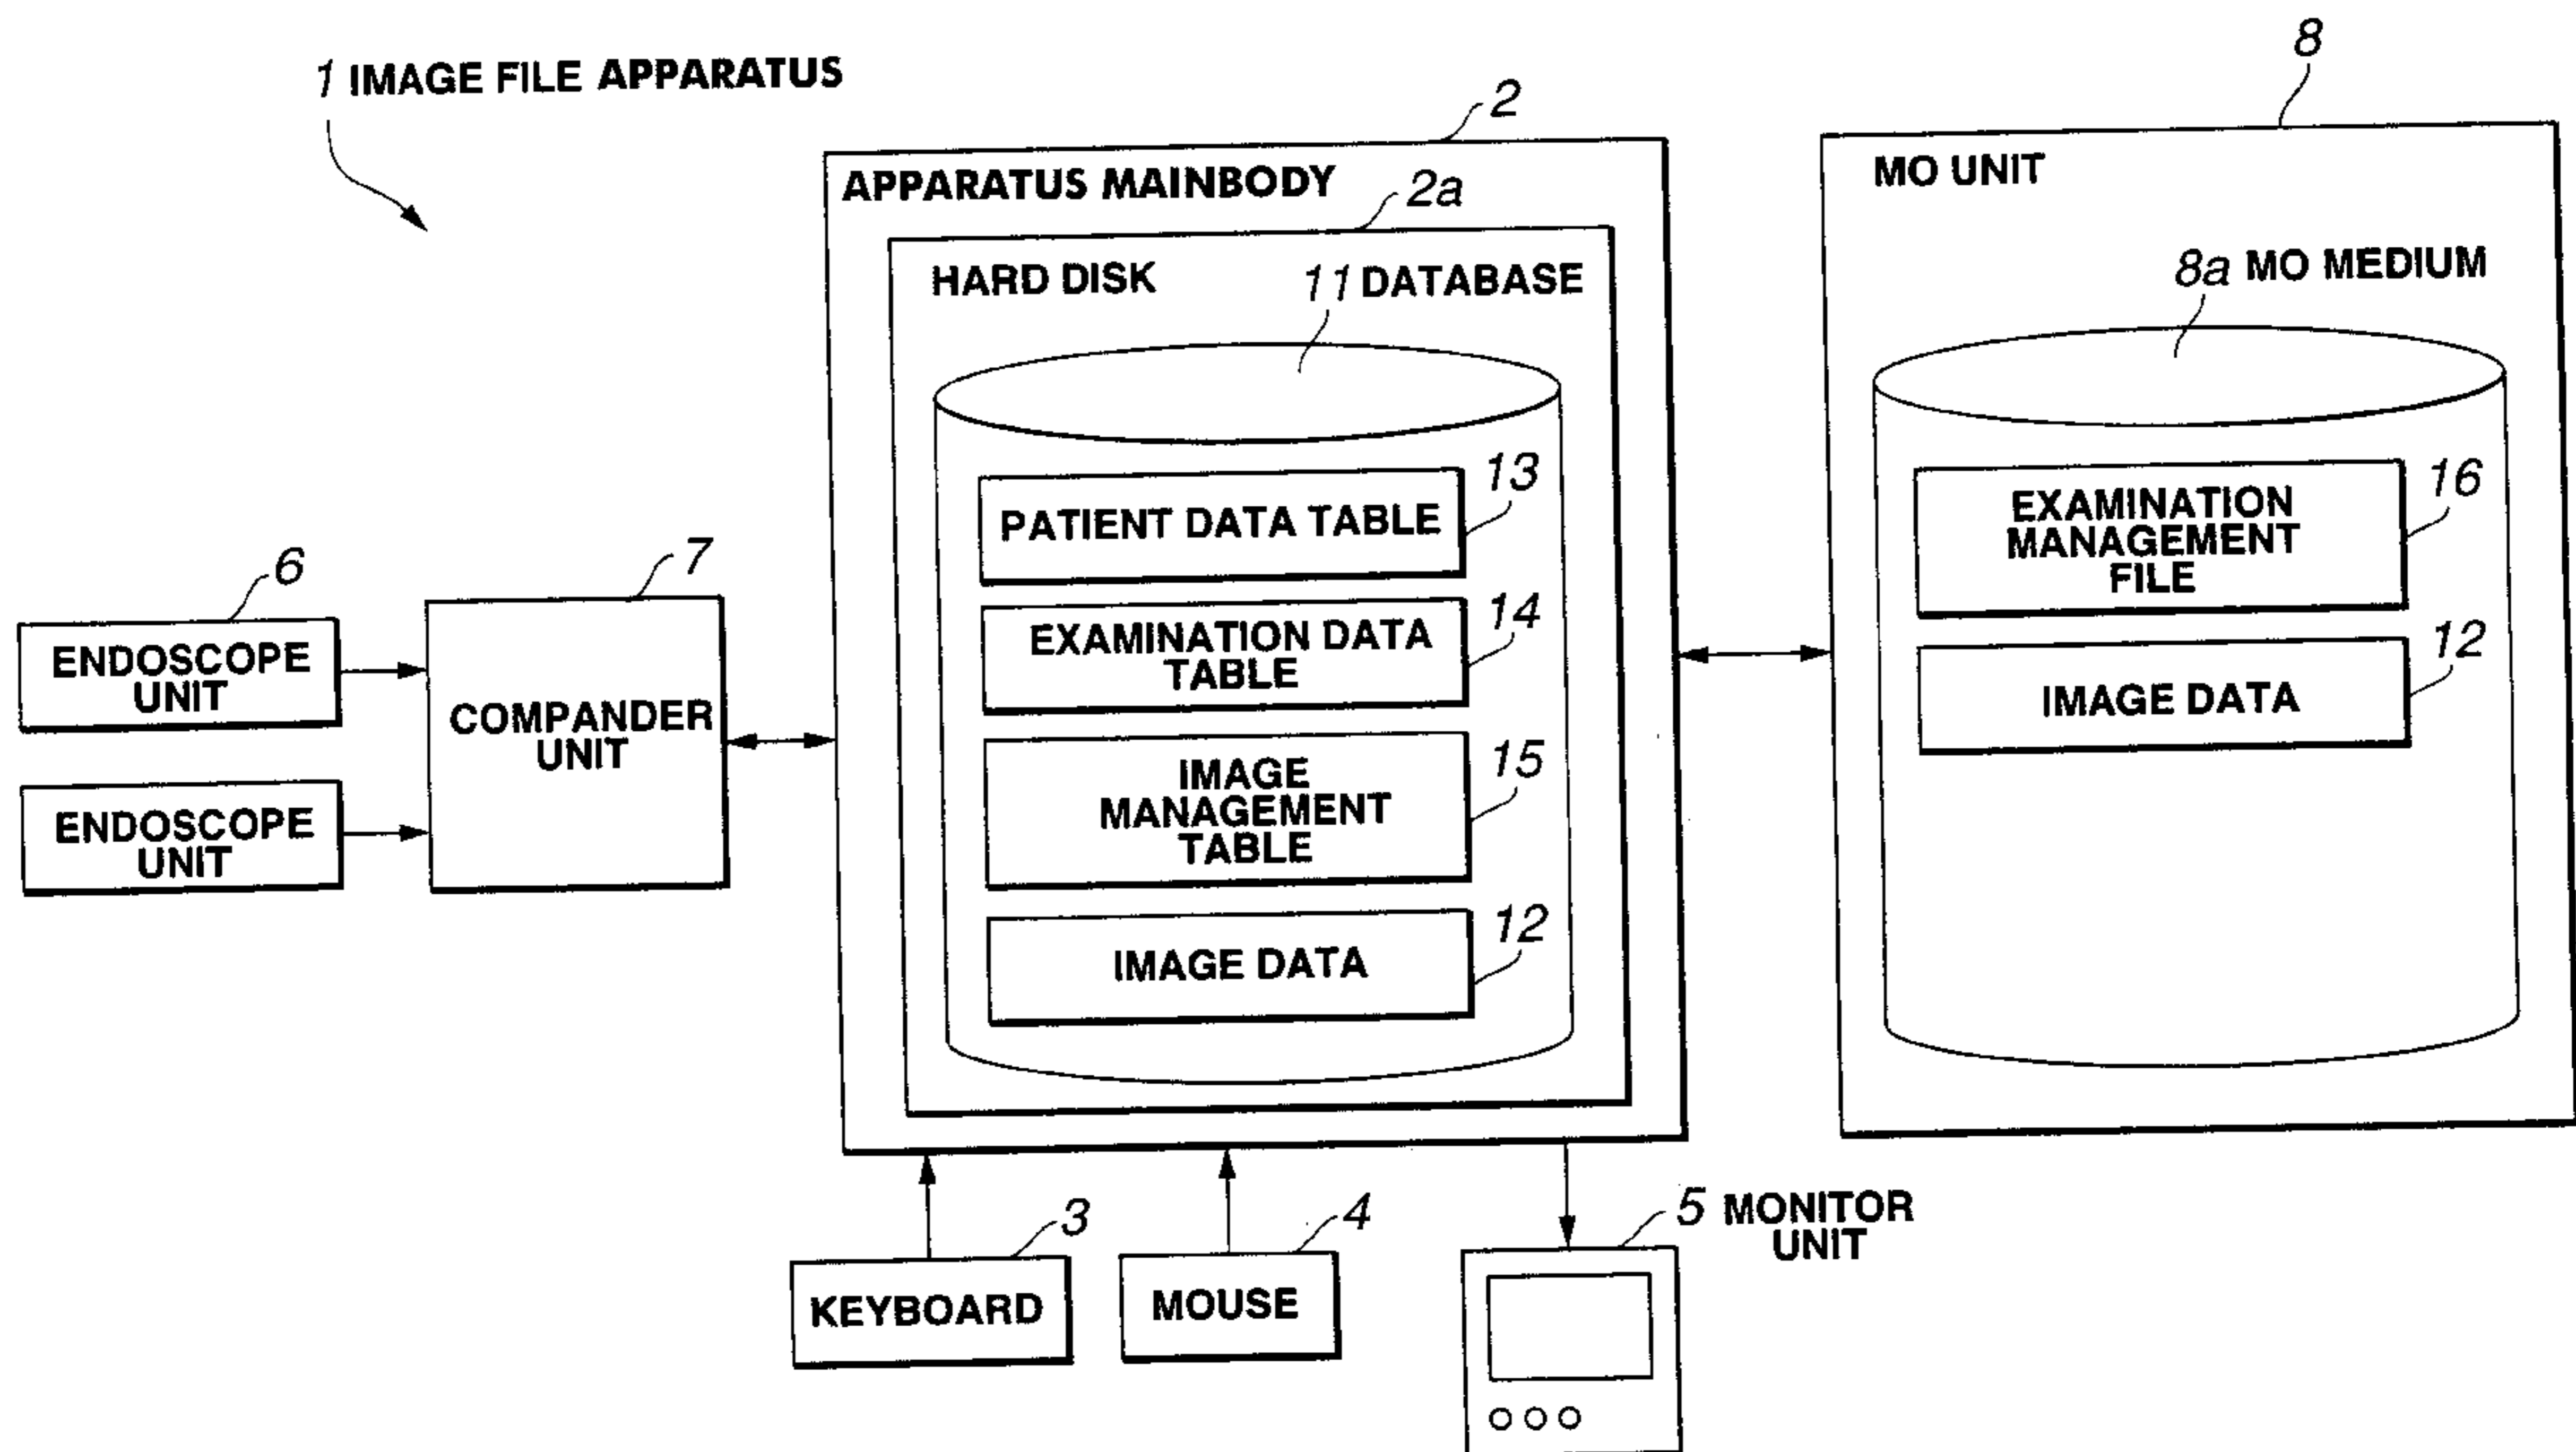 1 IMAGE FILE APPARATUS
2
APPARATUS MAINBODY
2a
HARD DISK
11 DATABASE
13
PATIENT DATA TABLE
14
EXAMINATION DATA
TABLE
15
IMAGE
MANAGEMENT
TABLE
12
IMAGE DATA
8
MO UNIT
8a MO MEDIUM
16
EXAMINATION
MANAGEMENT
FILE
12
IMAGE DATA
6
ENDOSCOPE
UNIT
ENDOSCOPE
UNIT
7
COMPANDER
UNIT
3
KEYBOARD
4
MOUSE
5 MONITOR
UNIT